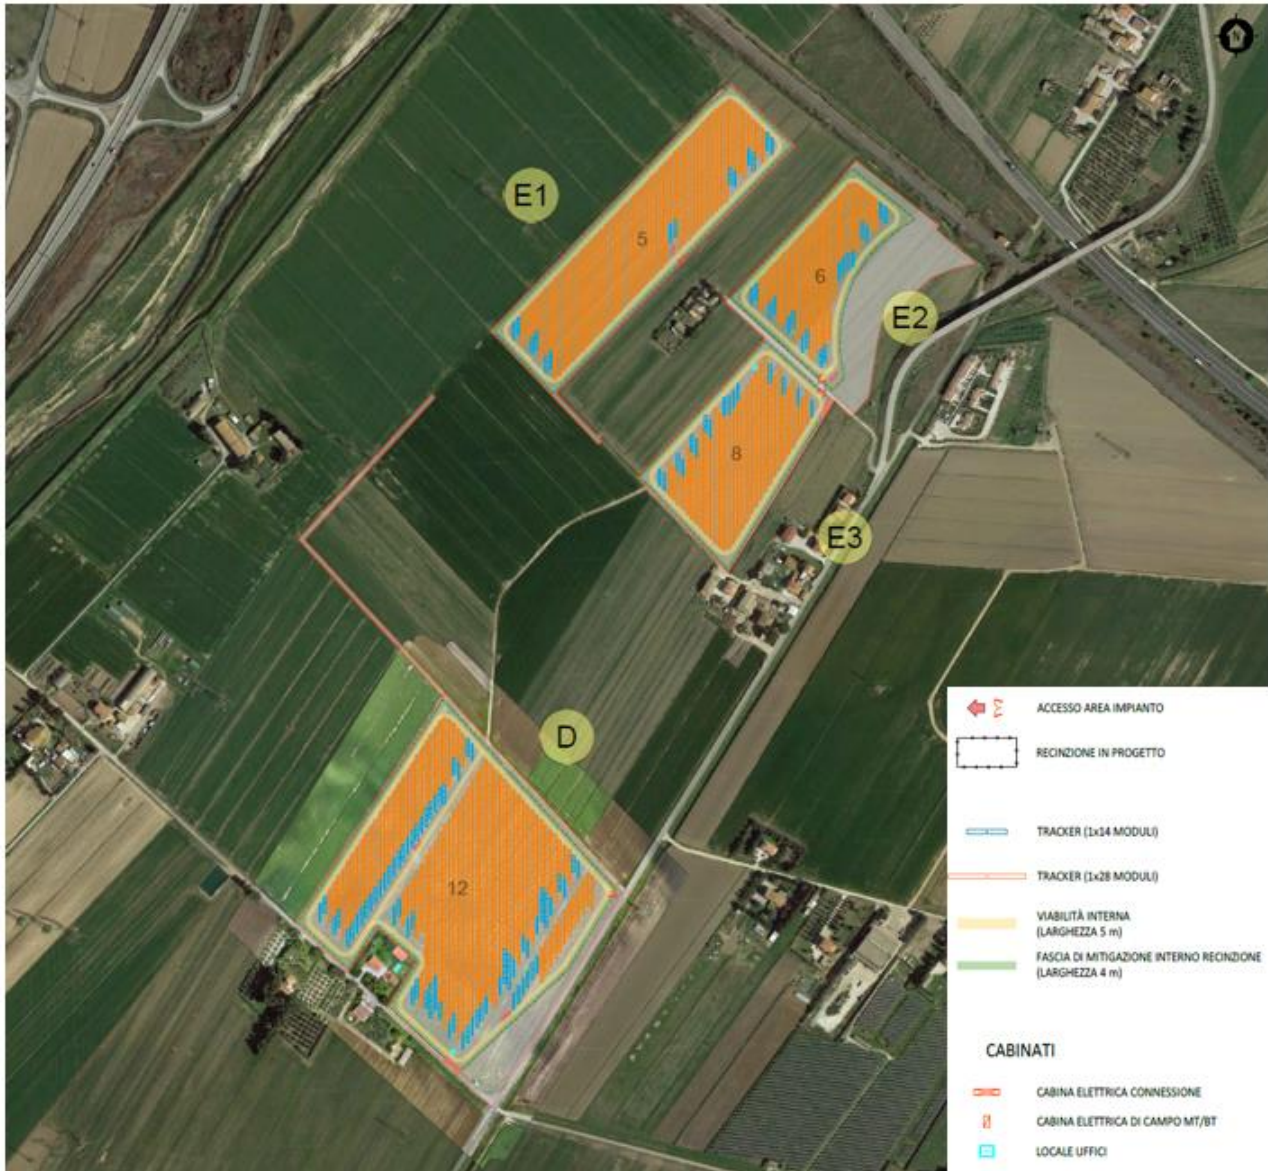 N
E1
5
6
E2
8
E3
D
12
ACCESSO AREA IMPIANTO
RECINZIONE IN PROGETTO
TRACKER (1x14 MODULI)
TRACKER (1x28 MODULI)
VIABILITÀ INTERNA
(LARGHEZZA 5 m)
FASCIA DI MITIGAZIONE INTERNO RECINZIONE
(LARGHEZZA 4 m)
CABINATI
CABINA ELETTRICA CONNESSIONE
CABINA ELETTRICA DI CAMPO MT/BT
LOCALE UFFICI